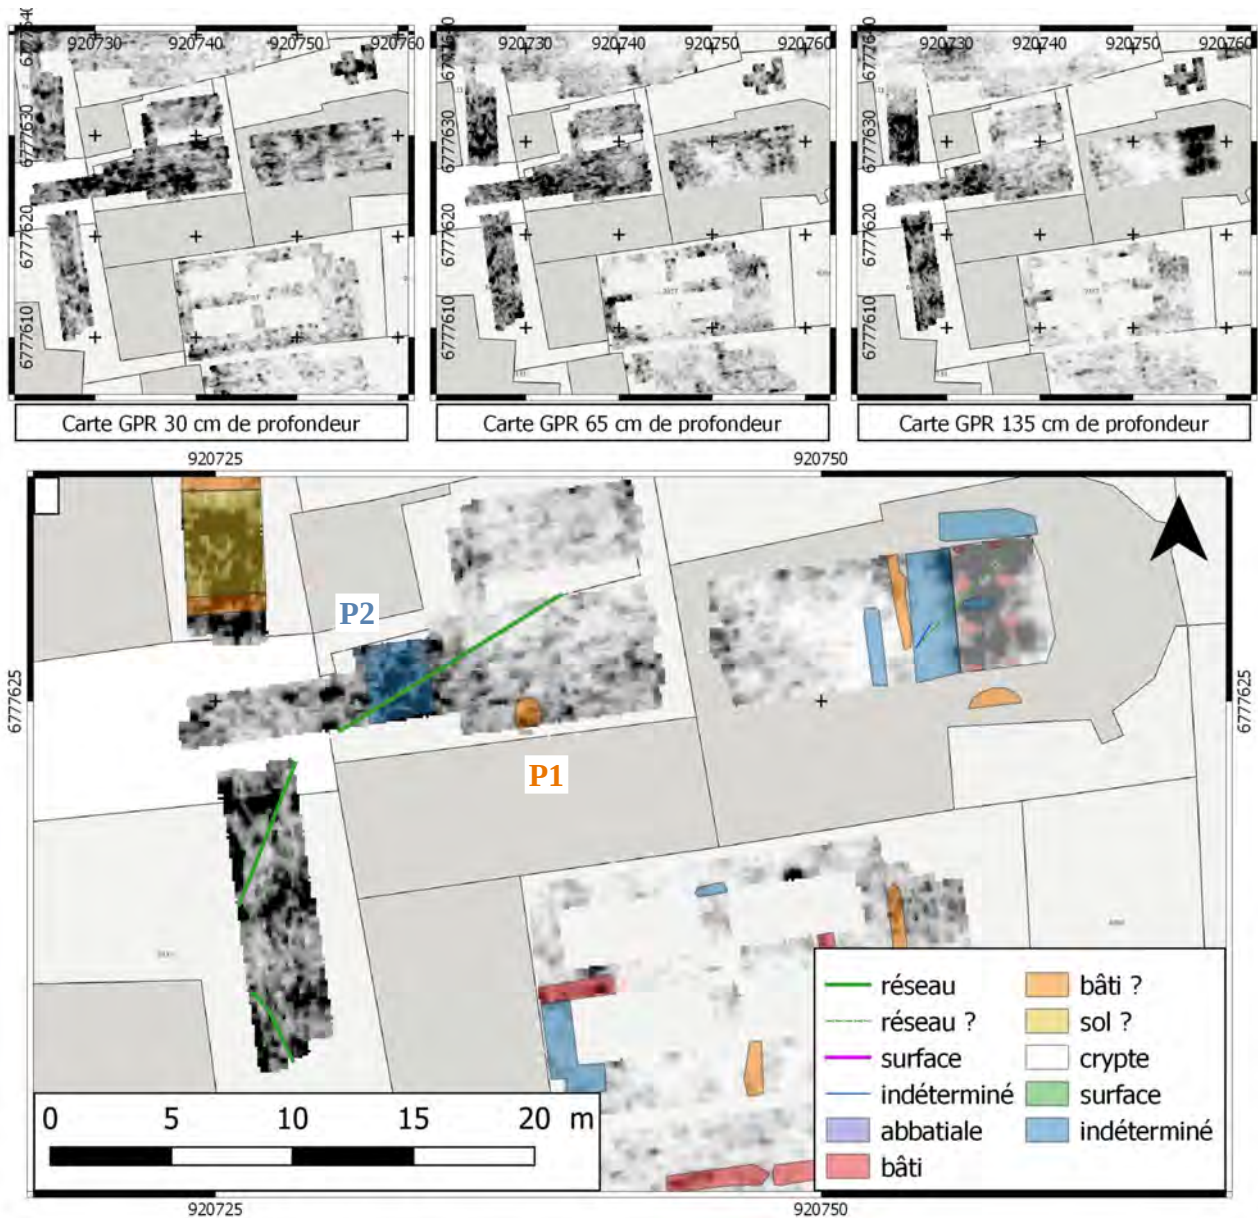 920730 920740 920750 920760
920730 920740 920750 920760
920730 920740 920750 920760
6777640
6777630
6777620
6777610
6777630
6777620
6777610
6777630
6777620
6777610
Carte GPR 30 cm de profondeur
Carte GPR 65 cm de profondeur
Carte GPR 135 cm de profondeur
920725 920750
6777625
6777625
P2
P1
réseau
réseau ?
surface
indéterminé
abbatiale
bâti
bâti ?
sol ?
crypte
surface
indéterminé
0 5 10 15 20 m
920725 920750